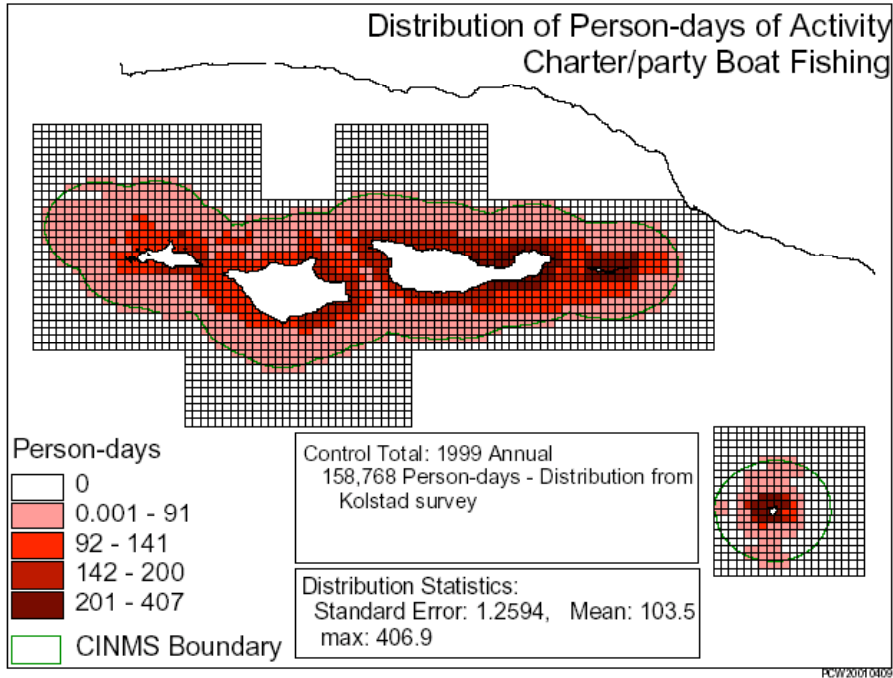 Distribution of Person-days of Activity
Charter/party Boat Fishing
Person-days
0
0.001 - 91
92 - 141
142 - 200
201 - 407
CINMS Boundary
Control Total: 1999 Annual
158,768 Person-days - Distribution from
Kolstad survey
Distribution Statistics:
Standard Error: 1.2594, Mean: 103.5
max: 406.9
PCW20010409